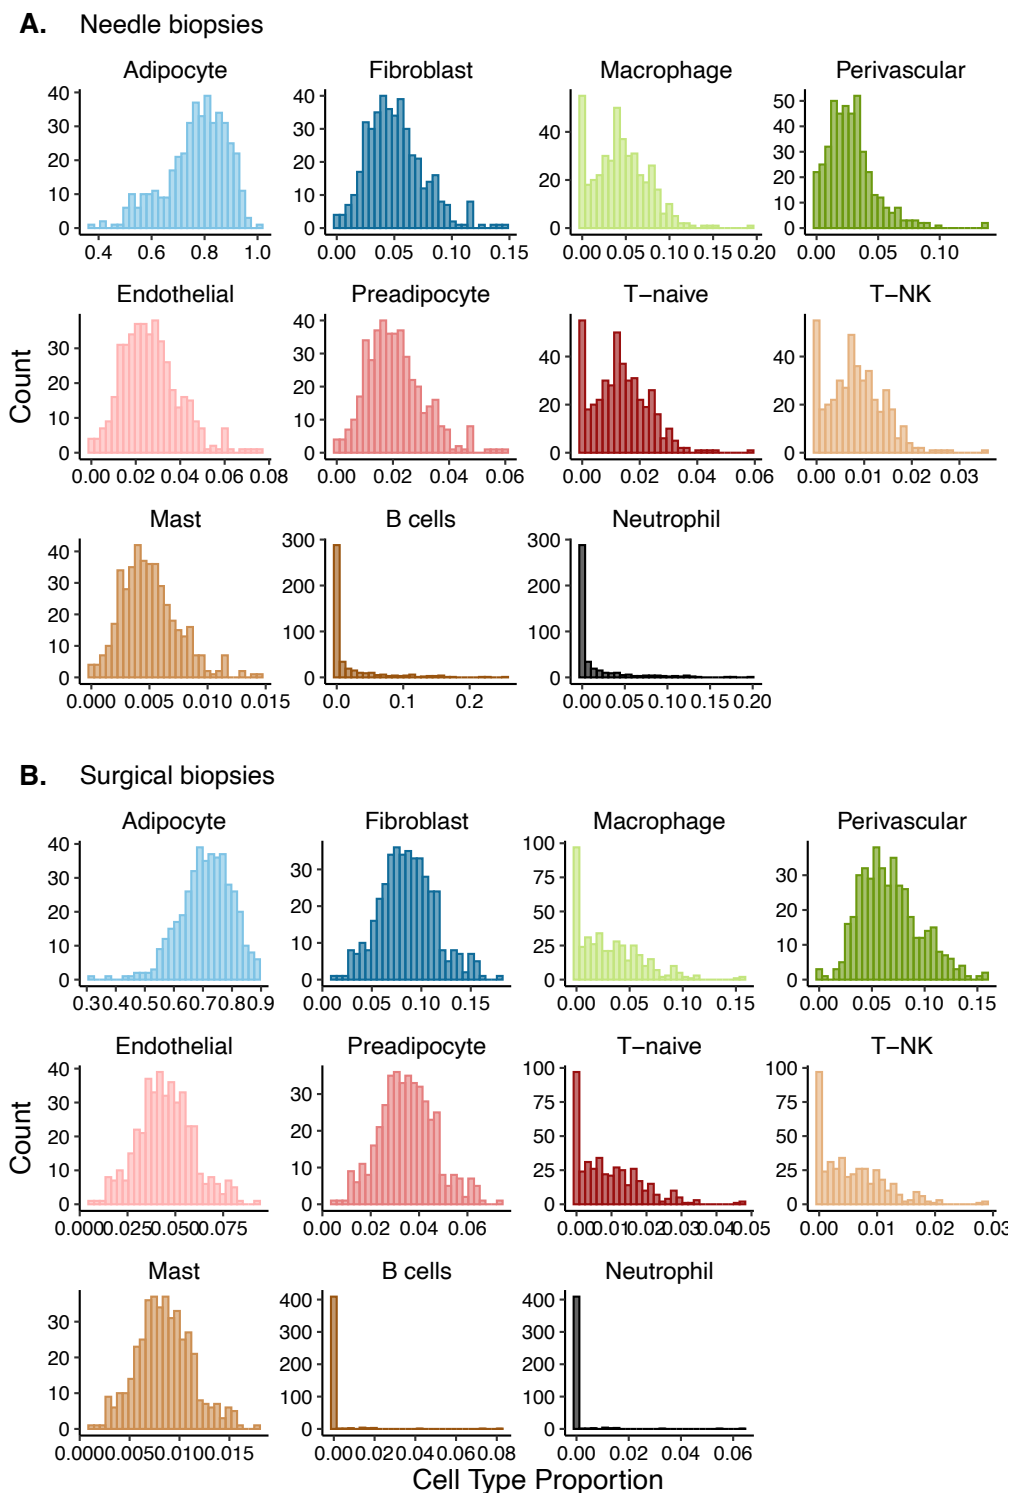 A. Needle biopsies
Adipocyte Fibroblast Macrophage Perivascular
40 30 20 10 0
40 30 20 10 0
40 20 0
50 40 30 20 10 0
0.4 0.6 0.8 1.0
0.00 0.05 0.10 0.15
0.00 0.05 0.10 0.15 0.20
0.00 0.05 0.10
Endothelial Preadipocyte T−naive T−NK
30 20 10 0
40 30 20 10 0
40 20 0
40 20 0
0.00 0.02 0.04 0.06 0.08
0.00 0.02 0.04 0.06
0.00 0.02 0.04 0.06
0.00 0.01 0.02 0.03
Count
Mast B cells Neutrophil
40 30 20 10 0
300 200 100 0
300 200 100 0
0.000 0.005 0.010 0.015
0.0 0.1 0.2
0.00 0.05 0.10 0.15 0.20
B. Surgical biopsies
Adipocyte Fibroblast Macrophage Perivascular
40 30 20 10 0
30 20 10 0
100 75 50 25 0
30 20 10 0
0.3 0.4 0.5 0.6 0.7 0.8 0.9
0.00 0.05 0.10 0.15
0.00 0.05 0.10 0.15
0.00 0.05 0.10 0.15
Endothelial Preadipocyte T−naive T−NK
40 30 20 10 0
30 20 10 0
100 75 50 25 0
100 75 50 25 0
0.000 0.025 0.050 0.075
0.00 0.02 0.04 0.06
0.00 0.01 0.02 0.03 0.04 0.05
0.00 0.01 0.02 0.03
Count
Mast B cells Neutrophil
30 20 10 0
400 300 200 100 0
400 300 200 100 0
0.000 0.005 0.010 0.015
0.00 0.02 0.04 0.06 0.08
0.00 0.02 0.04 0.06
Cell Type Proportion